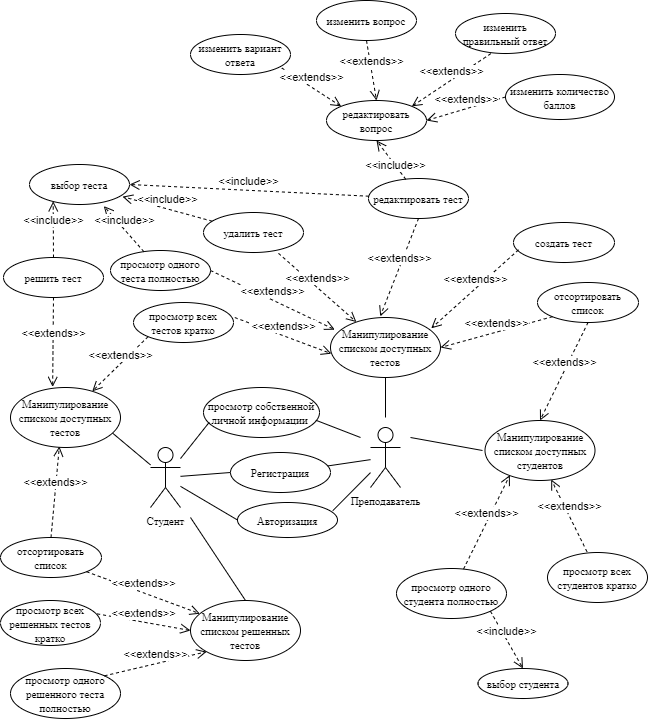 изменить вопрос
изменить
правильный ответ
изменить вариант
ответа
<<extends>>
<<extends>>
<<extends>>
<<extends>>
изменить количество
баллов
редактировать
вопрос
<<include>>
выбор теста
<<include>>
редактировать тест
<<include>>
<<include>>
<<include>>
удалить тест
создать тест
решить тест
просмотр одного
теста полностью
<<extends>>
<<extends>>
<<extends>>
<<extends>>
отсортировать
список
просмотр всех
тестов кратко
<<extends>>
<<extends>>
<<extends>>
<<extends>>
Манипулирование
списком доступных
тестов
<<extends>>
Манипулирование
списком доступных
тестов
просмотр собственной
личной информации
Манипулирование
списком доступных
студентов
Регистрация
<<extends>>
Преподаватель
Студент
Авторизация
<<extends>>
<<extends>>
отсортировать
список
<<extends>>
просмотр всех
студентов кратко
просмотр одного
студента полностью
просмотр всех
решенных тестов
кратко
<<extends>>
Манипулирование
списком решенных
тестов
<<include>>
<<extends>>
просмотр одного
решенного теста
полностью
выбор студента